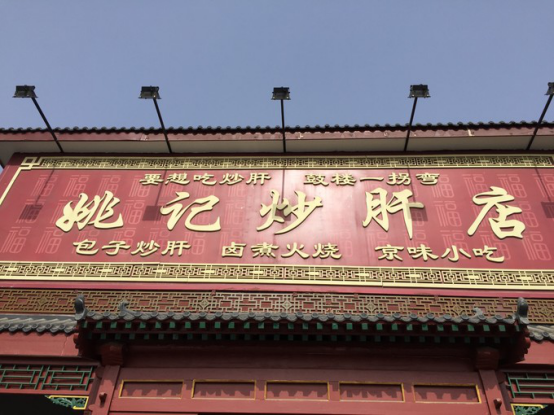 要想吃炒肝 鼓楼一拐弯
姚记炒肝店
包子炒肝 卤煮火烧 京味小吃